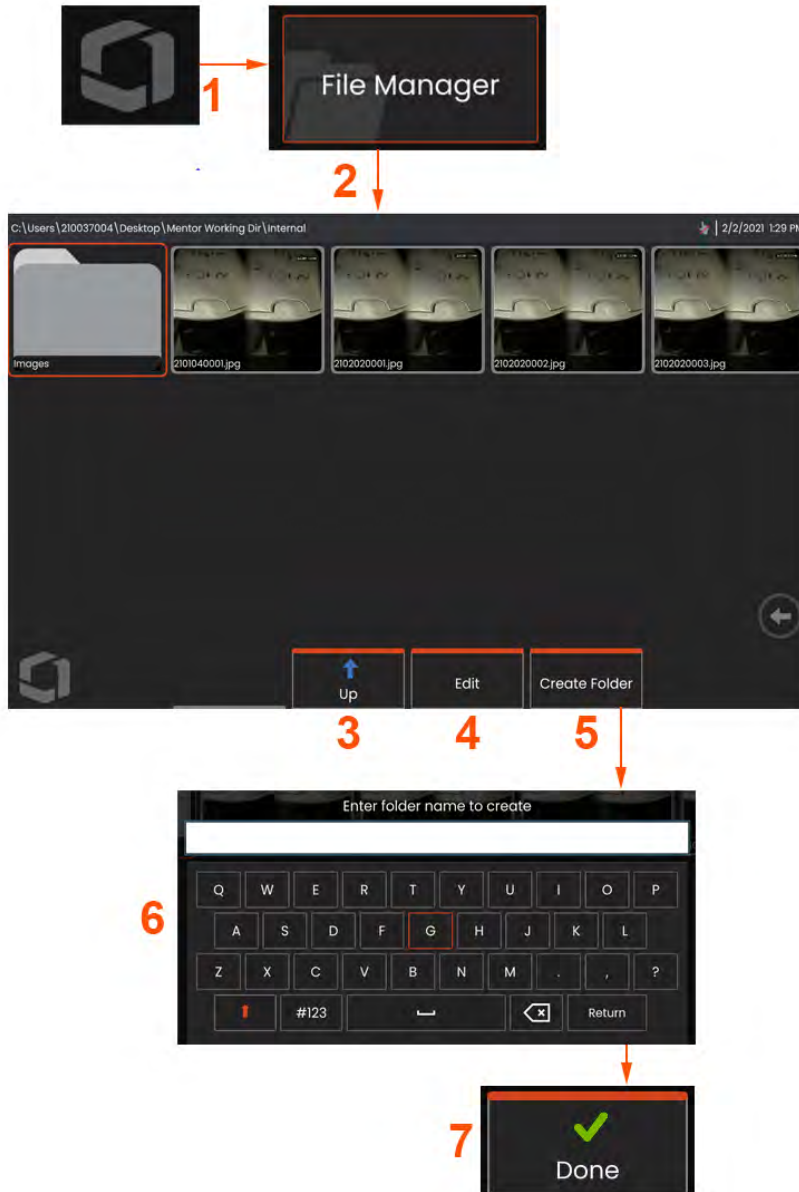 1
File Manager
2
C:\Users\210037004\Desktop\Mentor Working Dir\Internal
2/2/2021 1:29 PM
Images
2101040001.jpg
2102020001.jpg
2102020002.jpg
2102020003.jpg
Up
Edit
Create Folder
3
4
5
Enter folder name to create
6
Q W E R T Y U I O P
A S D F G H J K L
Z X C V B N M . , ?
#123
Return
7
Done